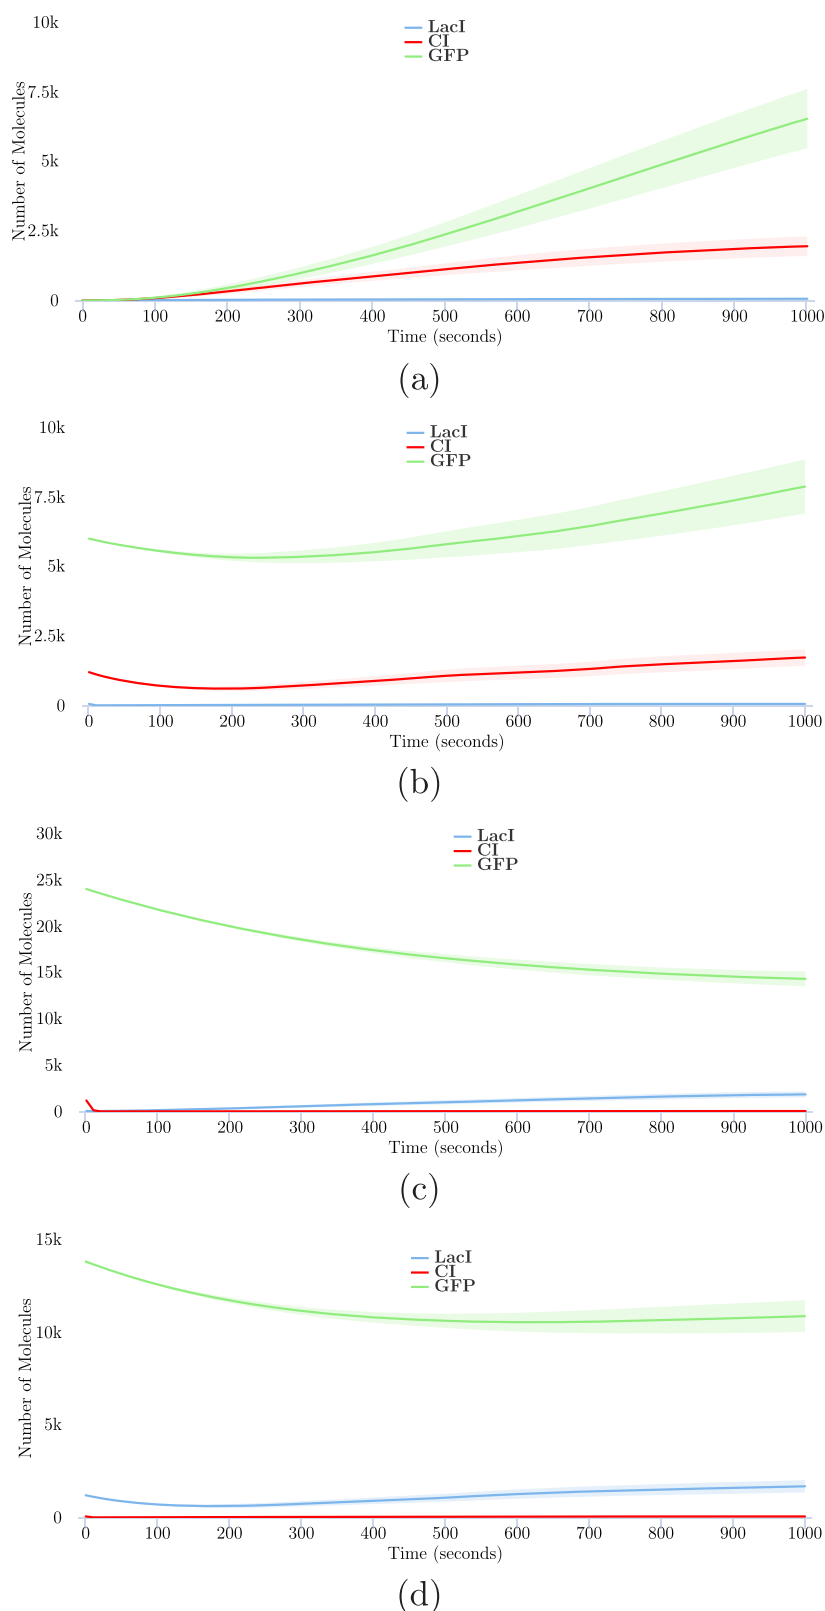 10k
LacI
CI
GFP
7.5k
5k
2.5k
0
Number of Molecules
0 100 200 300 400 500 600 700 800 900 1000
Time (seconds)
(a)
10k
LacI
CI
GFP
7.5k
5k
2.5k
0
Number of Molecules
0 100 200 300 400 500 600 700 800 900 1000
Time (seconds)
(b)
30k
LacI
CI
GFP
25k
20k
15k
10k
5k
0
Number of Molecules
0 100 200 300 400 500 600 700 800 900 1000
Time (seconds)
(c)
15k
LacI
CI
GFP
10k
5k
0
Number of Molecules
0 100 200 300 400 500 600 700 800 900 1000
Time (seconds)
(d)